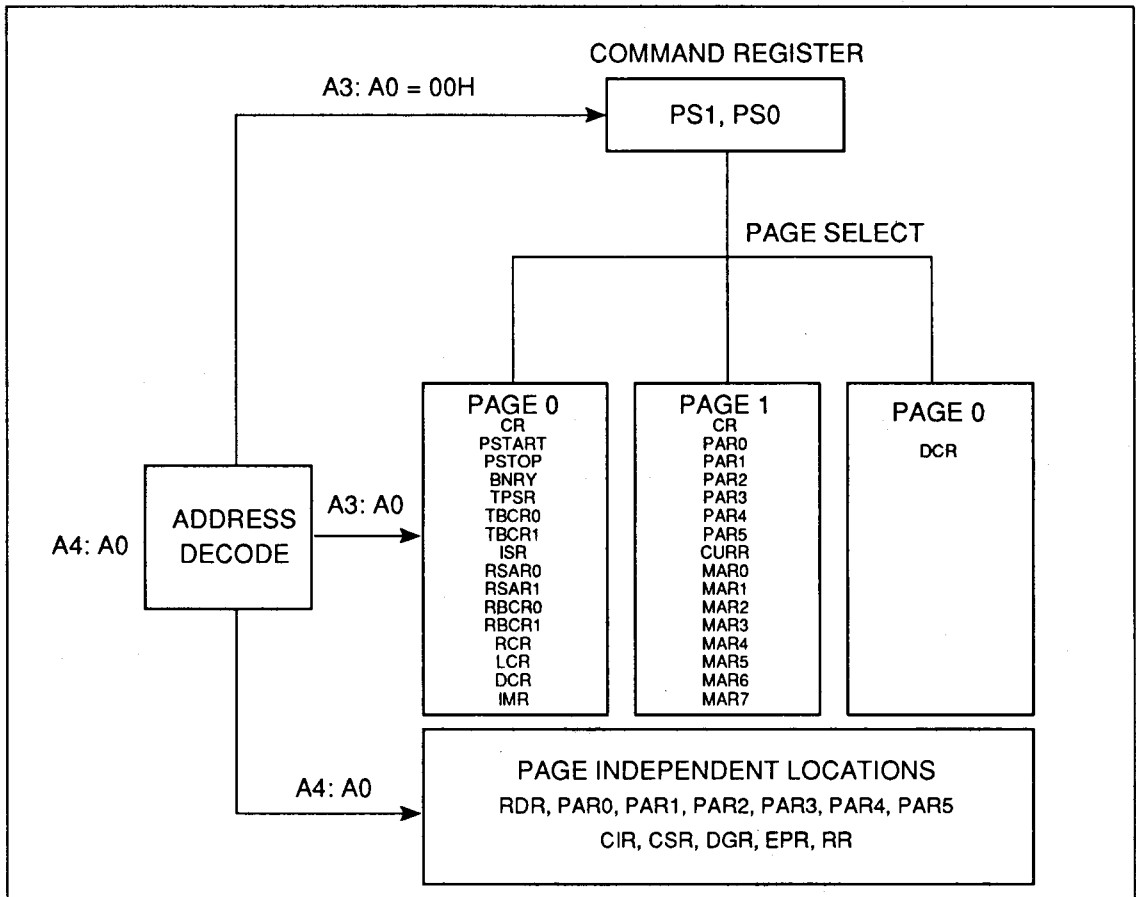 COMMAND REGISTER
A3: A0 = 00H
PS1, PS0
PAGE SELECT
PAGE 0
CR
PSTART
PSTOP
BNRY
TPSR
TBCR0
TBCR1
ISR
RSAR0
RSAR1
RBCR0
RBCR1
RCR
LCR
DCR
IMR
PAGE 1
CR
PAR0
PAR1
PAR2
PAR3
PAR4
PAR5
CURR
MAR0
MAR1
MAR2
MAR3
MAR4
MAR5
MAR6
MAR7
PAGE 0
DCR
A4: A0
ADDRESS
DECODE
A3: A0
A4: A0
PAGE INDEPENDENT LOCATIONS
RDR, PAR0, PAR1, PAR2, PAR3, PAR4, PAR5
CIR, CSR, DGR, EPR, RR